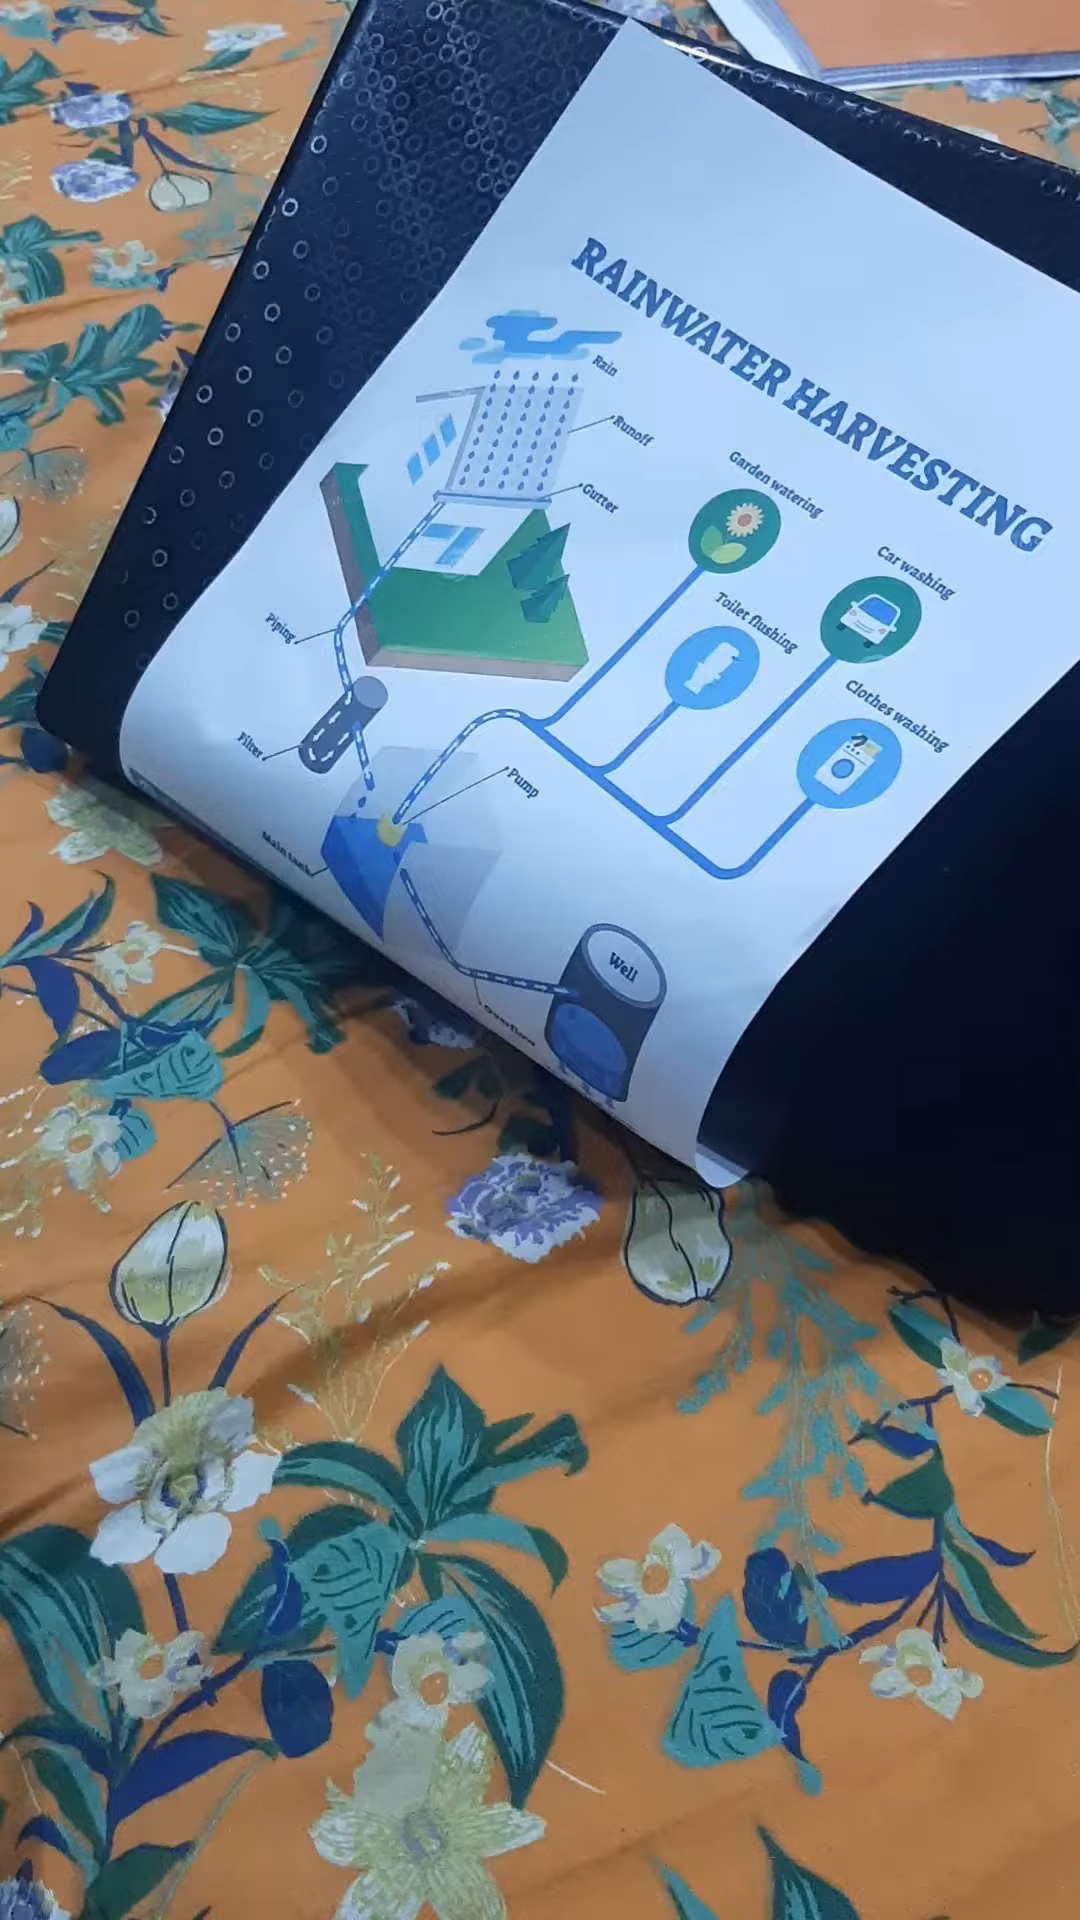 RAINWATER HARVESTING
Rain
Runoff
Gutter
Garden watering
Car washing
Toilet flushing
Clothes washing
Piping
Filter
Pump
Main tank
Well
Overflow